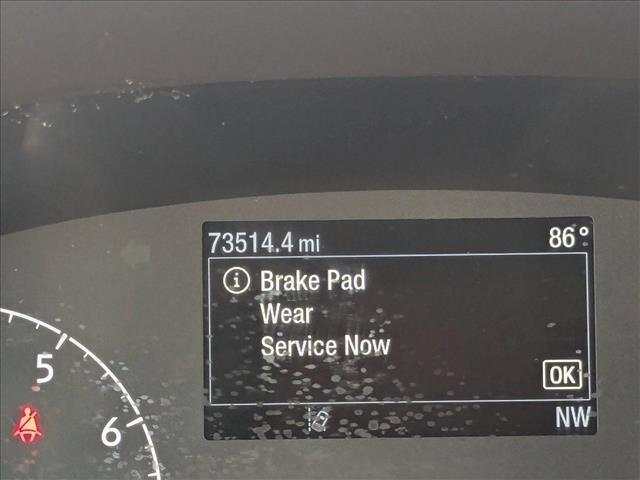 73514.4 mi 86°
Brake Pad
Wear
Service Now
OK
NW
5
6